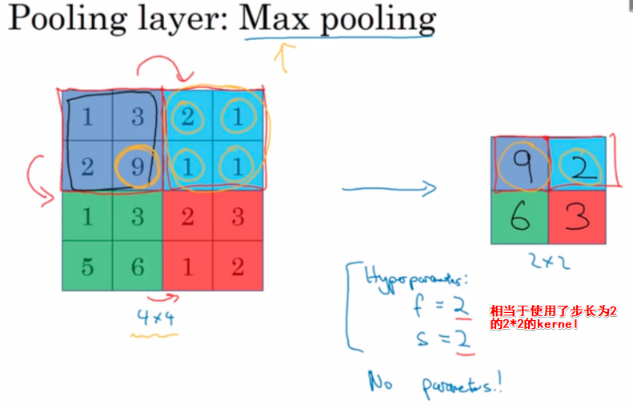 Pooling layer: Max pooling
1 3 2 1
2 9 1 1
1 3 2 3
5 6 1 2
4×4
9 2
6 3
2×2
Hyperparameters:
f = 2
s = 2
No parameters!
相当于使用了步长为2
的2*2的kernel